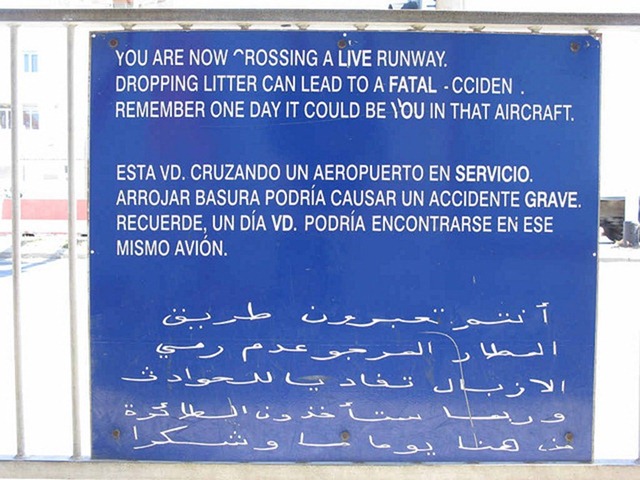 YOU ARE NOW CROSSING A LIVE RUNWAY.
DROPPING LITTER CAN LEAD TO A FATAL -CCIDEN .
REMEMBER ONE DAY IT COULD BE YOU IN THAT AIRCRAFT.
ESTA VD. CRUZANDO UN AEROPUERTO EN SERVICIO.
ARROJAR BASURA PODRÍA CAUSAR UN ACCIDENTE GRAVE.
RECUERDE, UN DÍA VD. PODRÍA ENCONTRARSE EN ESE
MISMO AVIÓN.
أنتم تعبرون طريق
المطار المرجو عدم رمي
الازبال تفاديا للحوادث
وربما ستأخذون الطائرة
من هنا يوما ما وشكرا